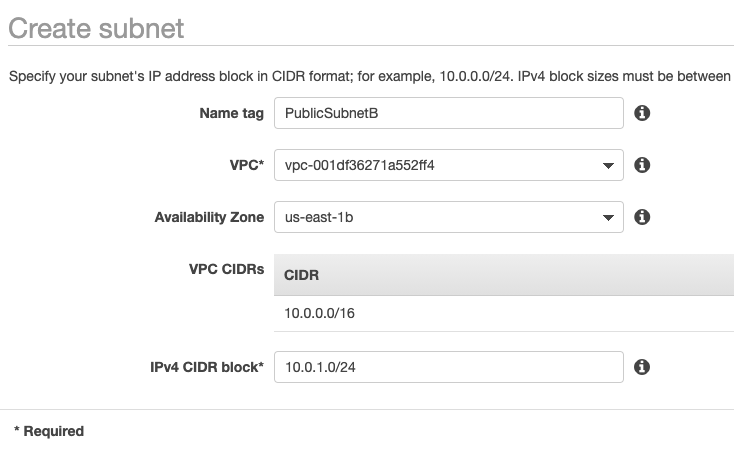 Create subnet
Specify your subnet's IP address block in CIDR format; for example, 10.0.0.0/24. IPv4 block sizes must be between
Name tag PublicSubnetB
VPC* vpc-001df36271a552ff4
Availability Zone us-east-1b
VPC CIDRs CIDR
10.0.0.0/16
IPv4 CIDR block* 10.0.1.0/24
* Required